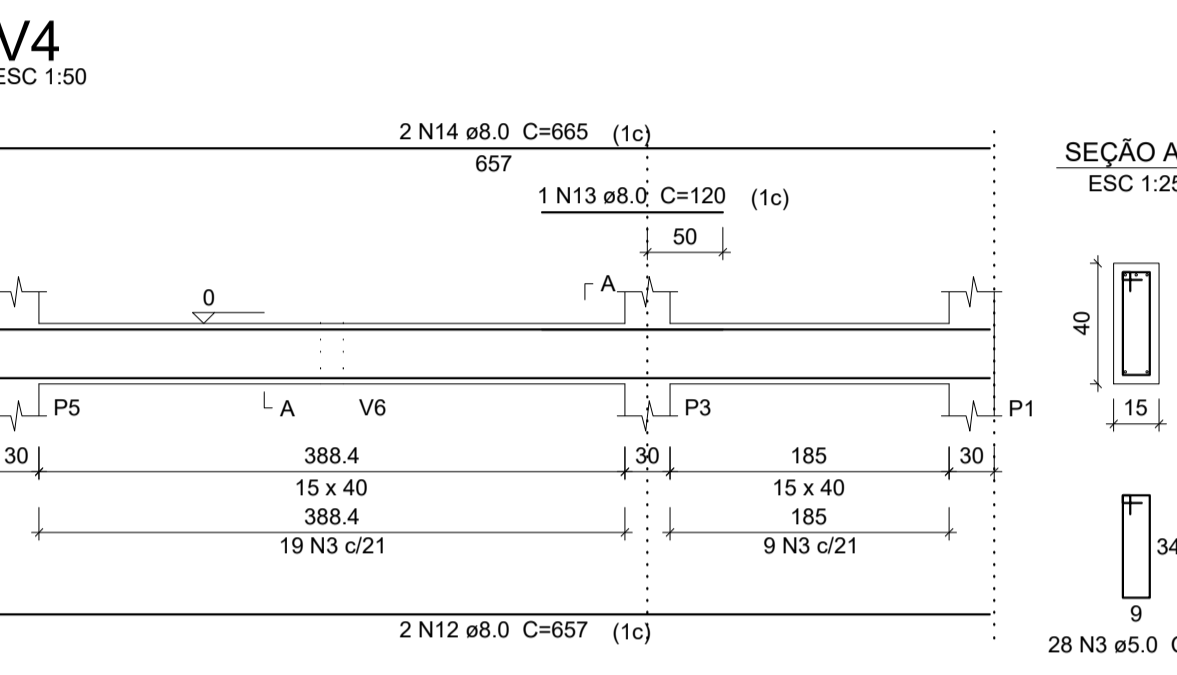 V4
ESC 1:50
2 N14 ø8.0 C=665 (1c)
657
1 N13 ø8.0 C=120 (1c)
50
SEÇÃO A
ESC 1:25
A
0
40
P5
A
V6
P3
P1
15
30
388.4
30
185
30
15 x 40
15 x 40
388.4
185
19 N3 c/21
9 N3 c/21
34
9
2 N12 ø8.0 C=657 (1c)
28 N3 ø5.0 C